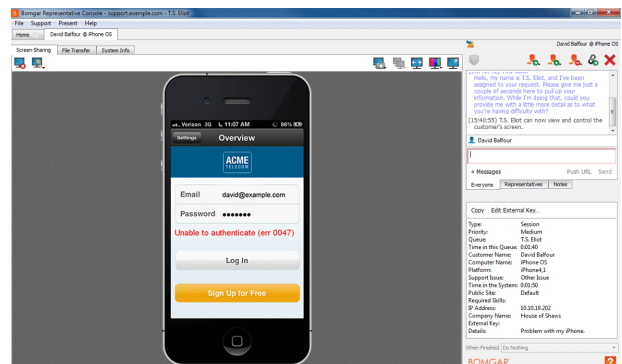 Bomgar Representative Console - support.example.com - T.S. Eliot
File Support Present Help
Home David Balfour @ iPhone OS
Screen Sharing File Transfer System Info
David Balfour @ iPhone OS
Verizon 3G 11:07 AM 98%
Settings Overview
ACME
TELECOM
Email david@example.com
Password
Unable to authenticate (err 0047)
Log In
Sign Up for Free
Hello, my name is T.S. Eliot, and I've been
assigned to your request. Please give me just a
couple of seconds here to pull up your
information. While I'm doing that, could you
provide me with a little more detail as to what
you're having difficulty with?
(15:40:55) T.S. Eliot can now view and control the
customer's screen.
David Balfour
+ Messages Push URL Send
Everyone Representatives Notes
Copy Edit External Key...
Type: Session
Priority: Medium
Queue: T.S. Eliot
Time in this Queue: 0:01:40
Customer Name: David Balfour
Computer Name: iPhone OS
Platform: iPhone4,1
Support Issue: Other Issue
Time in the System: 0:01:50
Public Site: Default
Required Skills:
IP Address: 10.10.19.202
Company Name: House of Shaws
External Key:
Details: Problem with my iPhone.
When Finished Do Nothing
BOMGAR ?